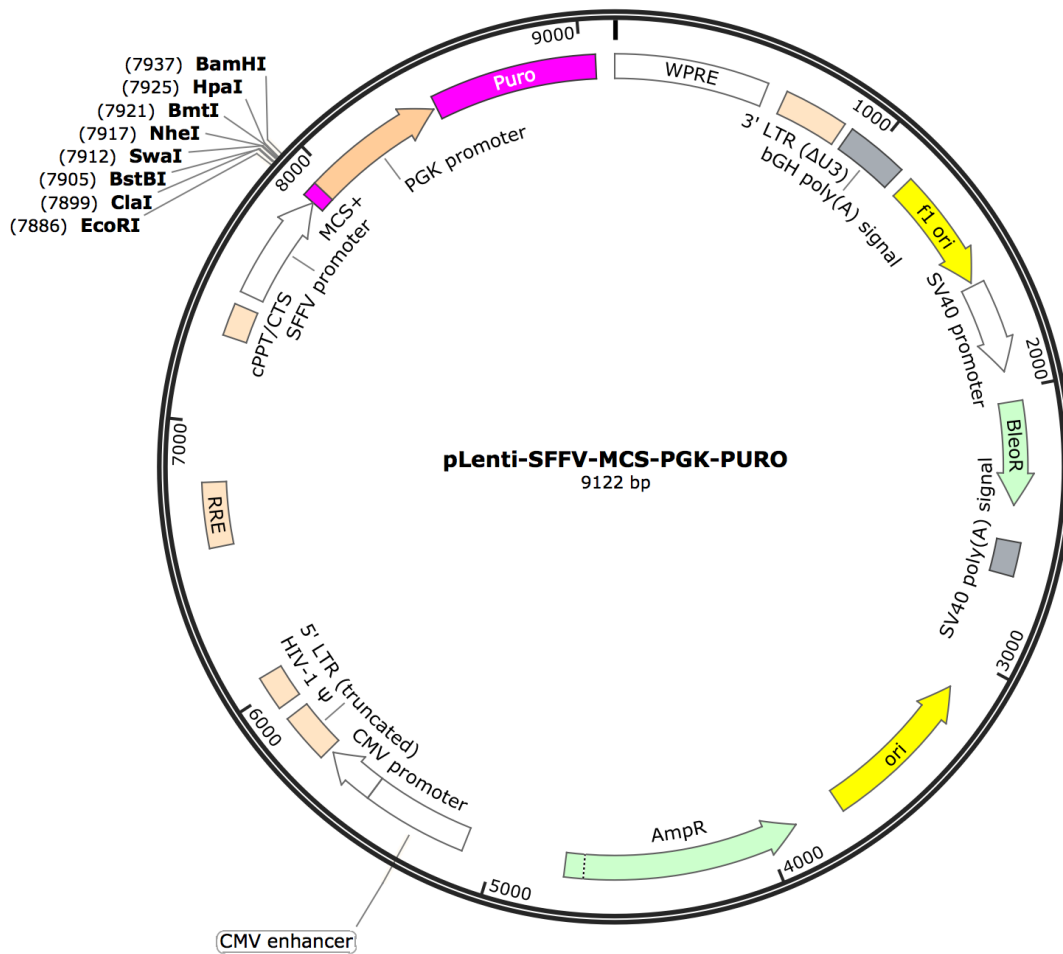 9000
(7937) BamHI
(7925) HpaI
(7921) BmtI
(7917) NheI
(7912) SwaI
(7905) BstBI
(7899) ClaI
(7886) EcoRI
8000
Puro
WPRE
3' LTR (ΔU3)
1000
bGH poly(A) signal
PGK promoter
MCS+
SFFV promoter
cPPT/CTS
f1 ori
SV40 promoter
2000
BleoR
7000
pLenti-SFFV-MCS-PGK-PURO
9122 bp
RRE
SV40 poly(A) signal
3000
5' LTR (truncated)
HIV-1 Ψ
6000
CMV promoter
ori
AmpR
4000
5000
CMV enhancer